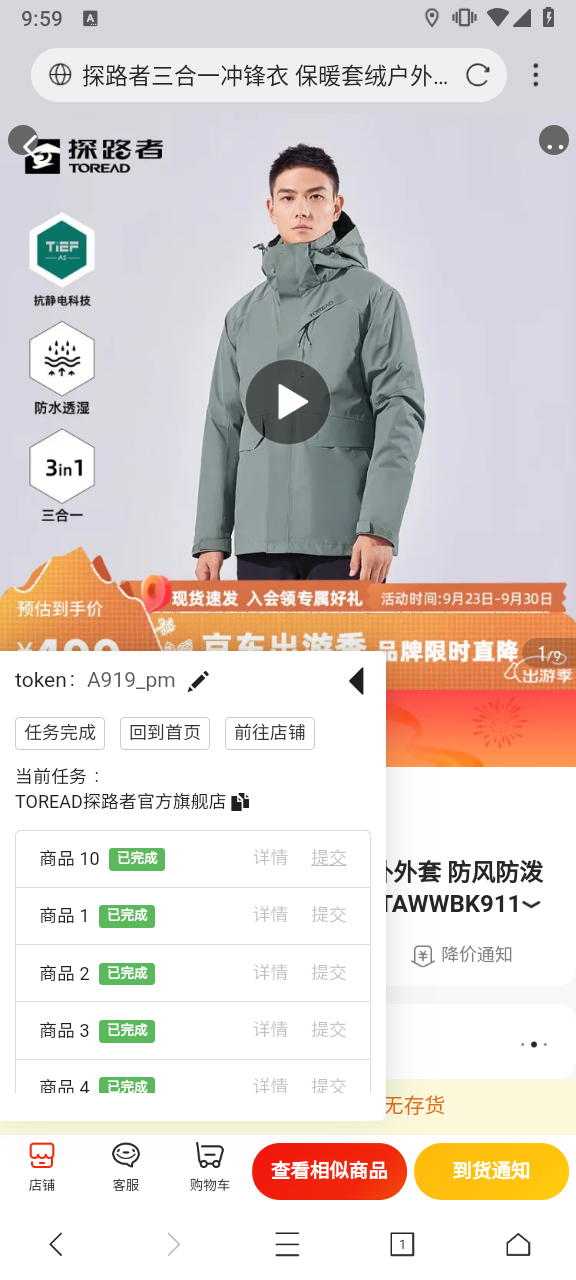 9:59
A
探路者三合一冲锋衣 保暖套绒户外...
探路者
TOREAD
TIEF
AS
抗静电科技
防水透湿
3in1
三合一
TOREAD
预估到手价
现货速发 入会领专属好礼 活动时间:9月23日-9月30日
京东出游季 品牌限时直降
1/9
出游季
token： A919_pm
任务完成 回到首页 前往店铺
当前任务：
TOREAD探路者官方旗舰店
商品 10 已完成 详情 提交
商品 1 已完成 详情 提交
商品 2 已完成 详情 提交
商品 3 已完成 详情 提交
商品 4 已完成 详情 提交
外套 防风防泼
TAWWBK911
降价通知
无存货
店铺 客服 购物车 查看相似商品 到货通知
1